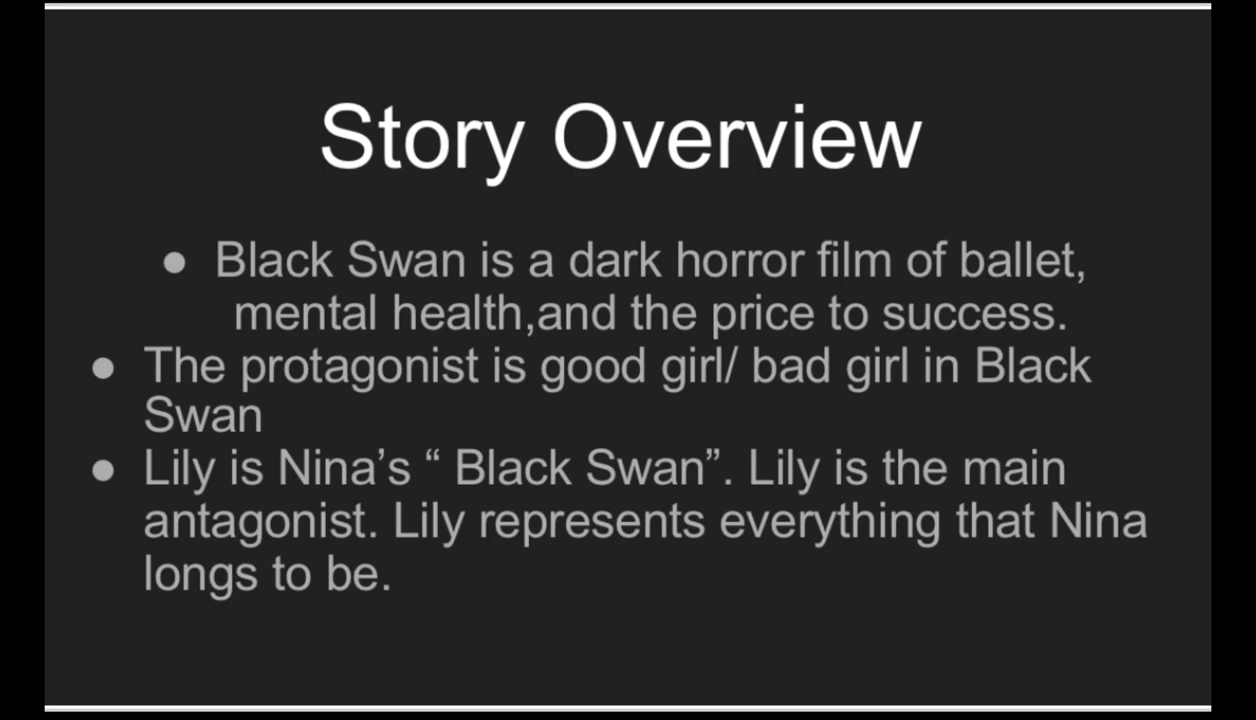 Story Overview
● Black Swan is a dark horror film of ballet,
mental health,and the price to success.
● The protagonist is good girl/ bad girl in Black
Swan
● Lily is Nina’s “ Black Swan”. Lily is the main
antagonist. Lily represents everything that Nina
longs to be.